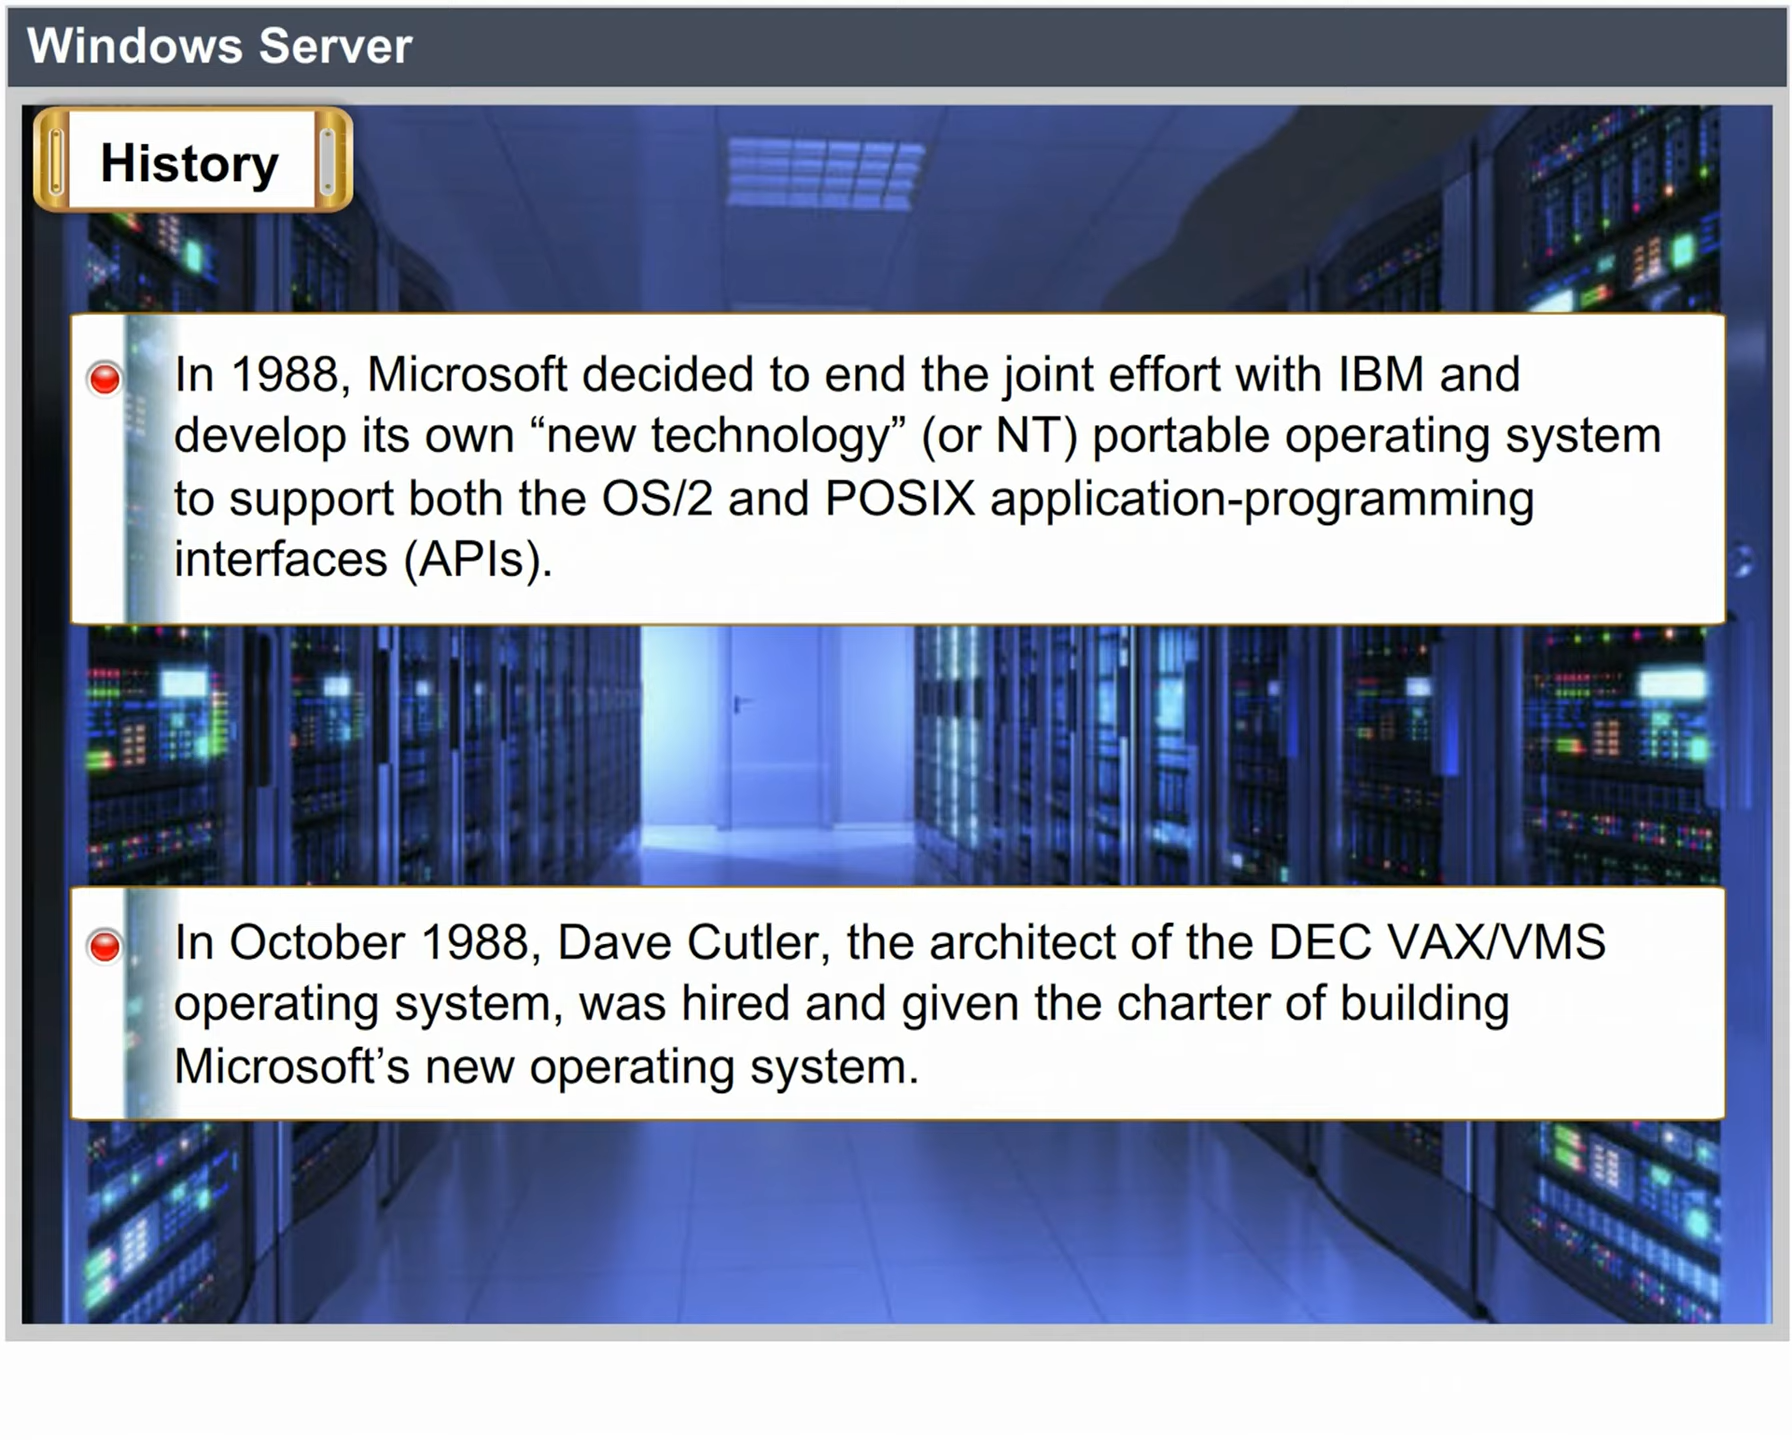 Windows Server
History
In 1988, Microsoft decided to end the joint effort with IBM and
develop its own “new technology” (or NT) portable operating system
to support both the OS/2 and POSIX application-programming
interfaces (APIs).
In October 1988, Dave Cutler, the architect of the DEC VAX/VMS
operating system, was hired and given the charter of building
Microsoft’s new operating system.